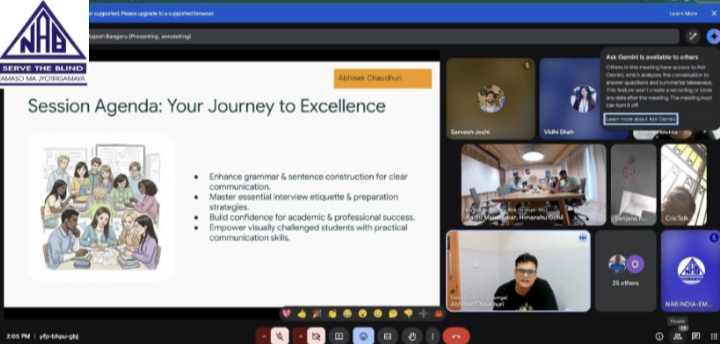 NAB
SERVE THE BLIND
TAMASO MA JYOTIRGAMAYA
supported. Please upgrade to a supported browser.
Learn More
Rajesh Bangaru (Presenting, annotating)
Abhisek Chaudhuri
Session Agenda: Your Journey to Excellence
Enhance grammar & sentence construction for clear
communication.
Master essential interview etiquette & preparation
strategies.
Build confidence for academic & professional success.
Empower visually challenged students with practical
communication skills.
Ask Gemini is available to others
Others in this meeting have access to Ask
Gemini, which analyzes the conversation to
answer questions and summarize takeaways.
This feature won't create a recording or store
any data after the meeting. The meeting host
can turn it off.
Learn more about Ask Gemini
Sarvesh Joshi
Vidhi Shah
Himanshu Gohil
CricTalk
Abhisek Chaudhuri
O
25 others
NAB
NAB INDIA-EM...
People
2:05 PM | yfp-bhpu-gbj